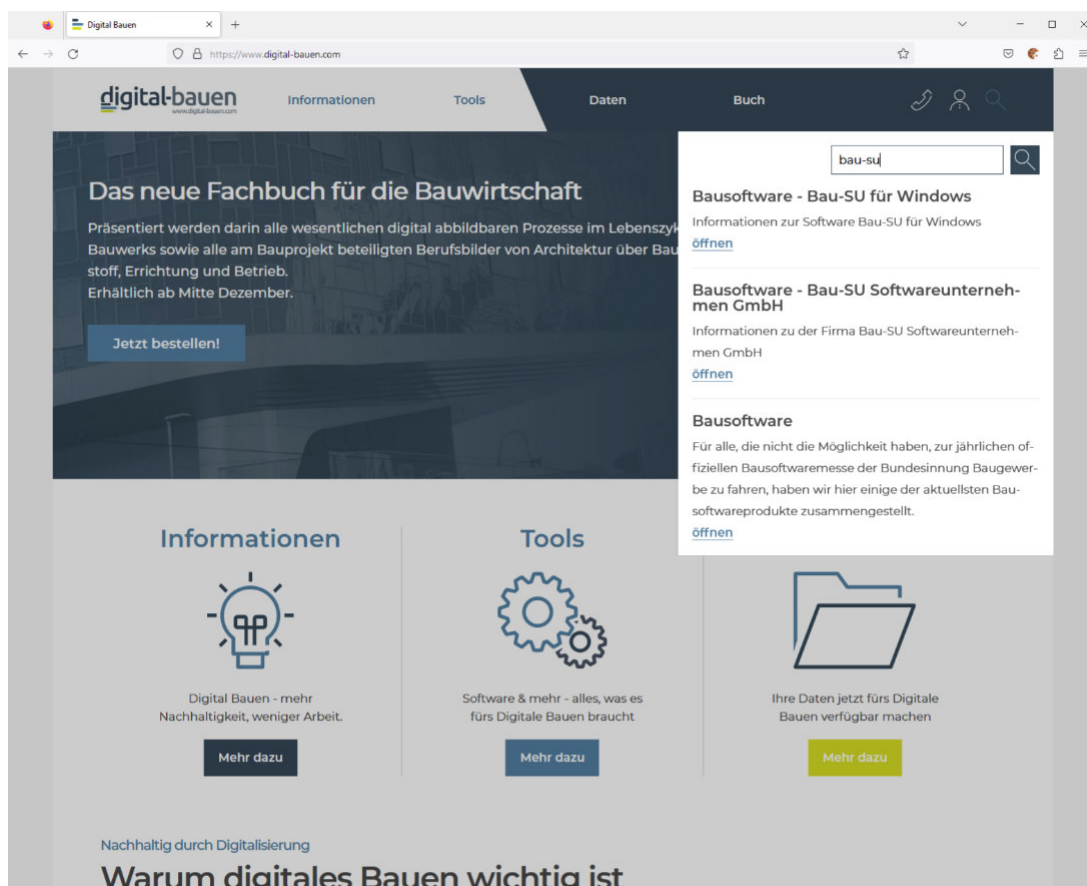 Digital Bauen
https://www.digital-bauen.com
digital-bauen
www.digital-bauen.com
Informationen
Tools
Daten
Buch
bau-su
Das neue Fachbuch für die Bauwirtschaft
Präsentiert werden darin alle wesentlichen digital abbildbaren Prozesse im Lebenszyk
Bauwerks sowie alle am Bauprojekt beteiligten Berufsbilder von Architektur über Bau
stoff, Errichtung und Betrieb.
Erhältlich ab Mitte Dezember.
Jetzt bestellen!
Bausoftware - Bau-SU für Windows
Informationen zur Software Bau-SU für Windows
öffnen
Bausoftware - Bau-SU Softwareunterneh-
men GmbH
Informationen zu der Firma Bau-SU Softwareunterneh-
men GmbH
öffnen
Bausoftware
Für alle, die nicht die Möglichkeit haben, zur jährlichen of-
fiziellen Bausoftwaremesse der Bundesinnung Baugewer-
be zu fahren, haben wir hier einige der aktuellsten Bau-
softwareprodukte zusammengestellt.
öffnen
Informationen
Digital Bauen - mehr
Nachhaltigkeit, weniger Arbeit.
Mehr dazu
Tools
Software & mehr - alles, was es
fürs Digitale Bauen braucht
Mehr dazu
Ihre Daten jetzt fürs Digitale
Bauen verfügbar machen
Mehr dazu
Nachhaltig durch Digitalisierung
Warum digitales Bauen wichtig ist